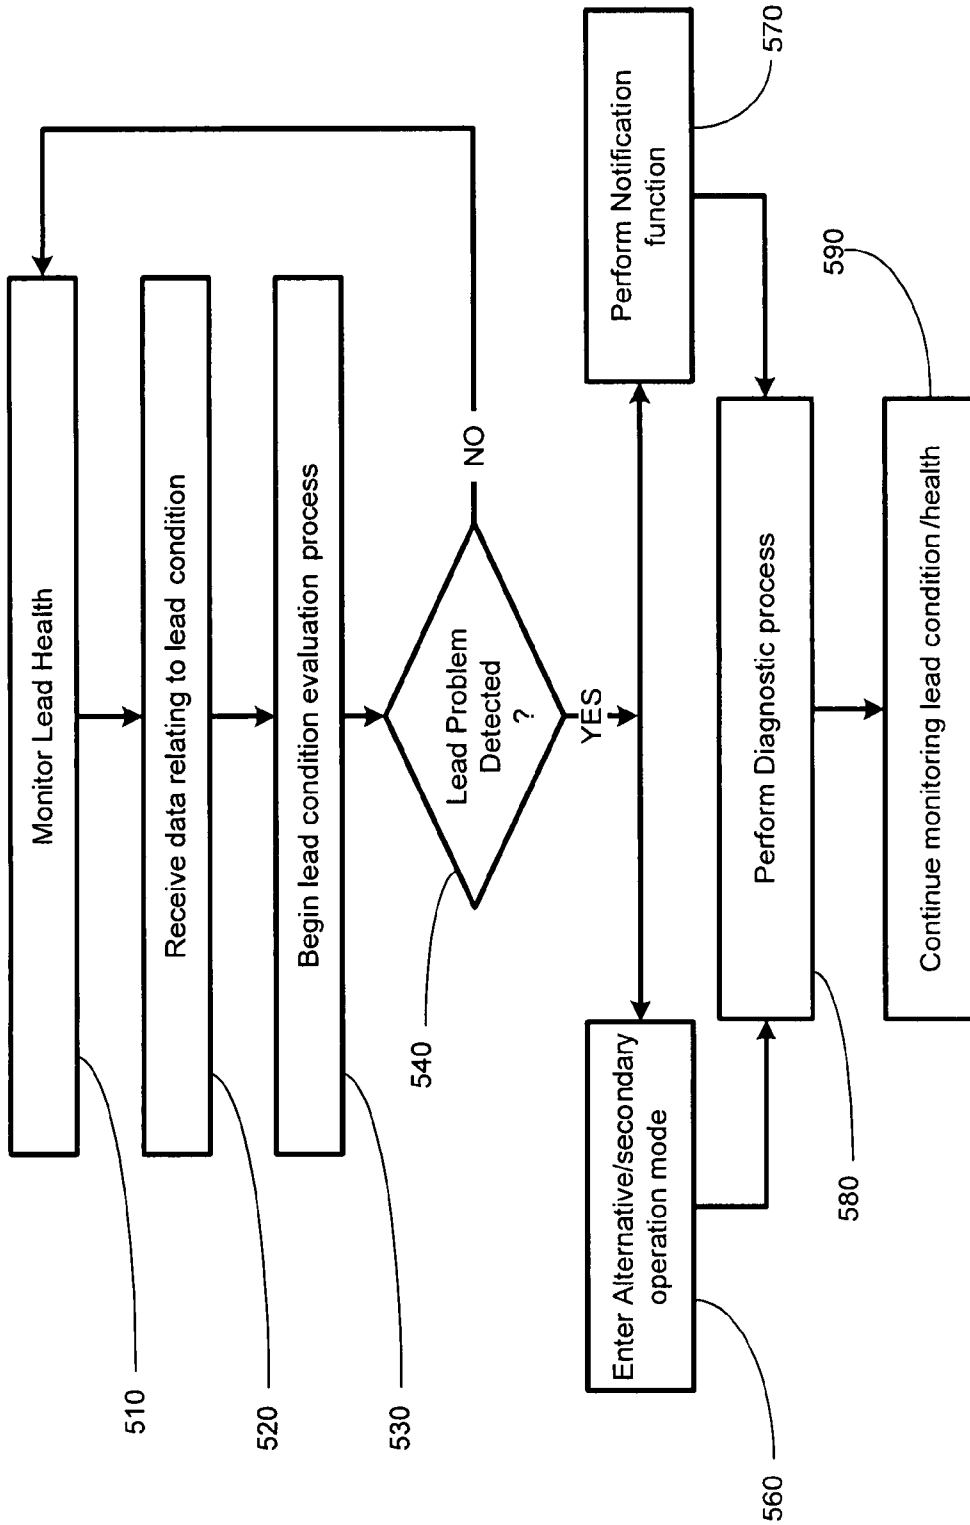 Monitor Lead Health
510
Receive data relating to lead condition
520
Begin lead condition evaluation process
530
Lead Problem
Detected
?
540
NO
YES
Enter Alternative/secondary
operation mode
560
Perform Notification
function
570
Perform Diagnostic process
580
Continue monitoring lead condition/health
590